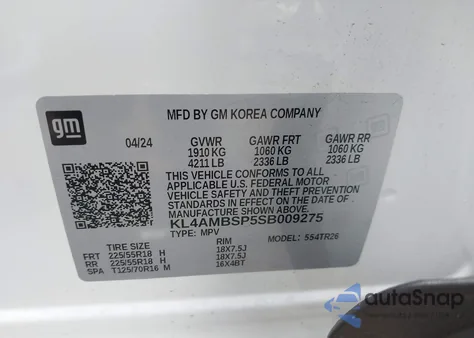 gm
MFD BY GM KOREA COMPANY
04/24 GVWR GAWR FRT GAWR RR
1910 KG 1060 KG 1060 KG
4211 LB 2336 LB 2336 LB
THIS VEHICLE CONFORMS TO ALL
APPLICABLE U.S. FEDERAL MOTOR
VEHICLE SAFETY AND THEFT PREVENTION
STANDARDS IN EFFECT ON THE DATE OF
MANUFACTURE SHOWN ABOVE.
KL4AMBSP5SB009275
TYPE: MPV MODEL: 5S4TR26
TIRE SIZE RIM
FRT 225/55R18 H 18X7.5J
RR 225/55R18 H 18X7.5J
SPA T125/70R16 M 16X4BT
autoSnap